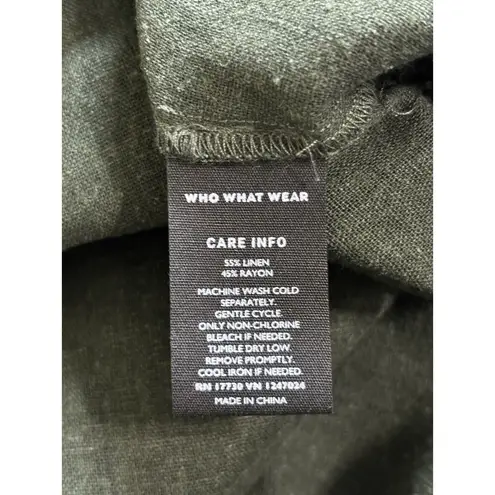 WHO WHAT WEAR
CARE INFO
55% LINEN
45% RAYON
MACHINE WASH COLD
SEPARATELY.
GENTLE CYCLE
ONLY NON-CHLORINE
BLEACH IF NEEDED.
TUMBLE DRY LOW.
REMOVE PROMPTLY.
COOL IRON IF NEEDED.
RN 17730 VN 1247024
MADE IN CHINA